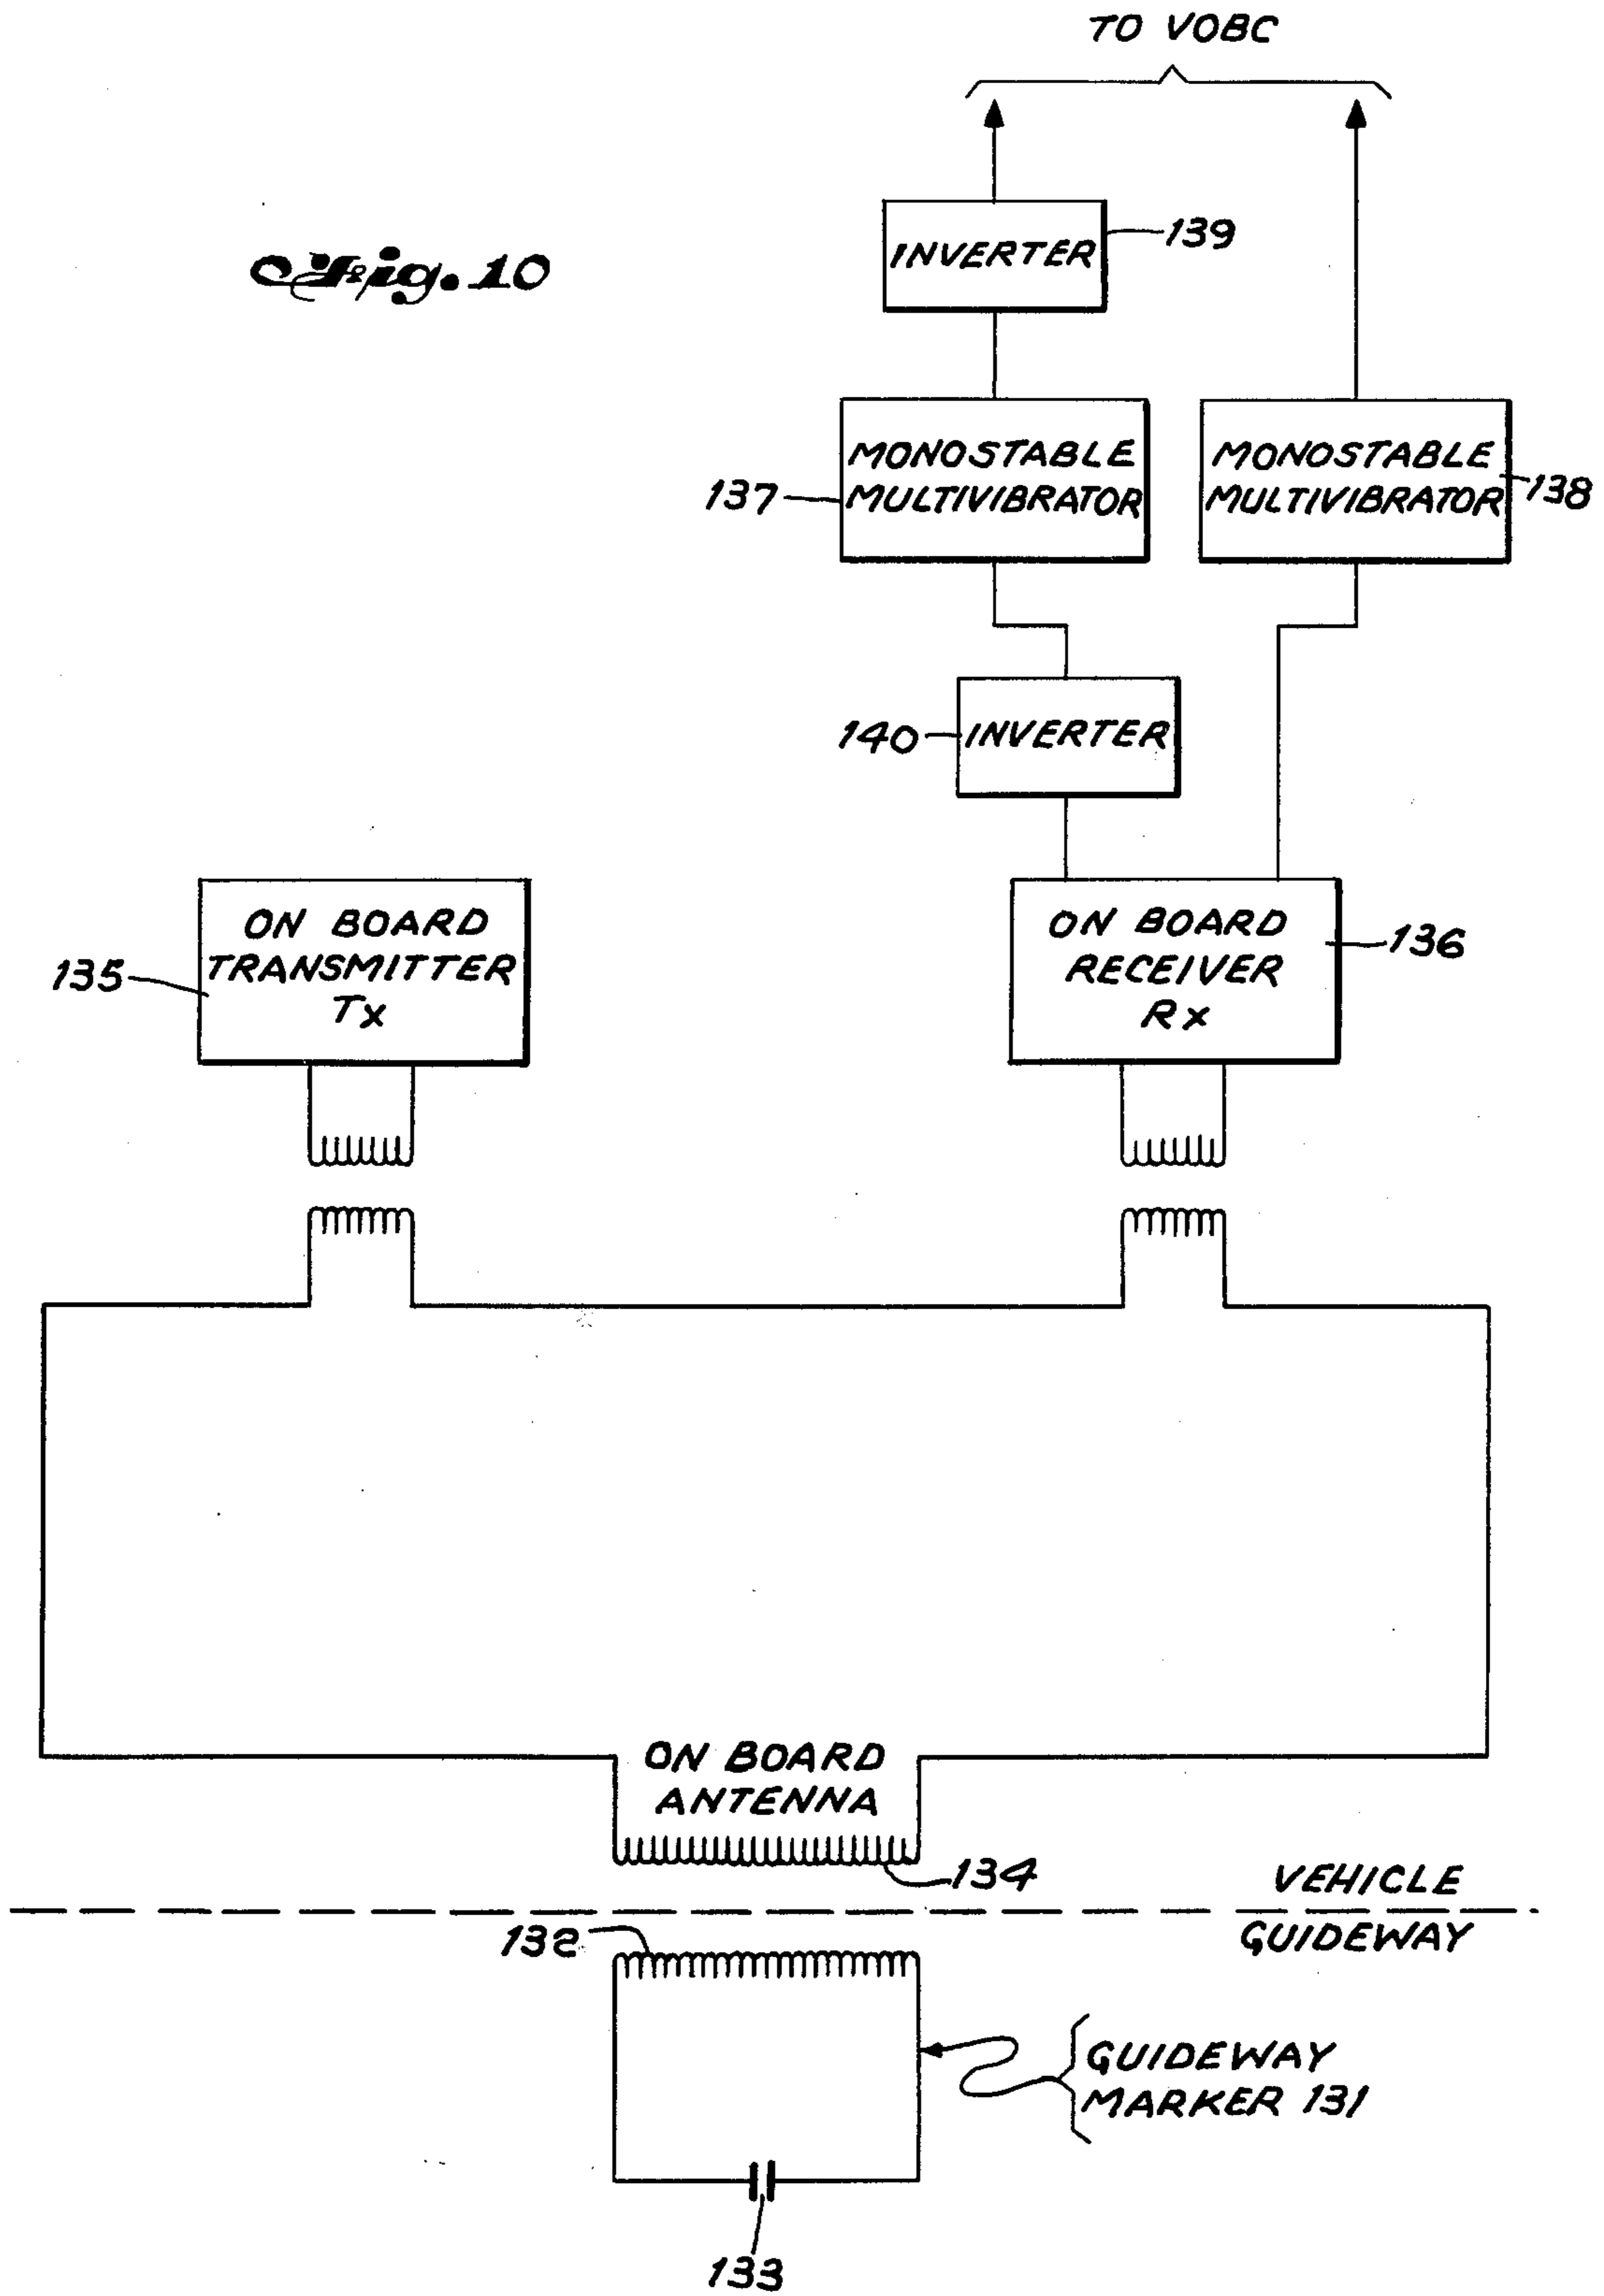 TO VOBC
Fig. 10
INVERTER
139
MONOSTABLE
MULTIVIBRATOR
137
MONOSTABLE
MULTIVIBRATOR
138
140
INVERTER
135
ON BOARD
TRANSMITTER
Tx
ON BOARD
RECEIVER
Rx
136
ON BOARD
ANTENNA
134
VEHICLE
GUIDEWAY
132
GUIDEWAY
MARKER 131
133